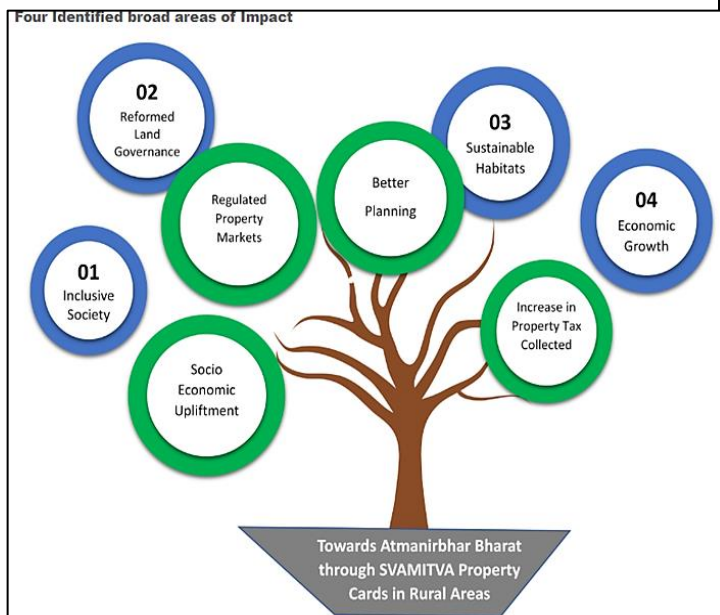 Four Identified broad areas of Impact
02
Reformed
Land
Governance
03
Sustainable
Habitats
Better
Planning
Regulated
Property
Markets
04
Economic
Growth
01
Inclusive
Society
Increase in
Property Tax
Collected
Socio
Economic
Upliftment
Towards Atmanirbhar Bharat
through SVAMITVA Property
Cards in Rural Areas